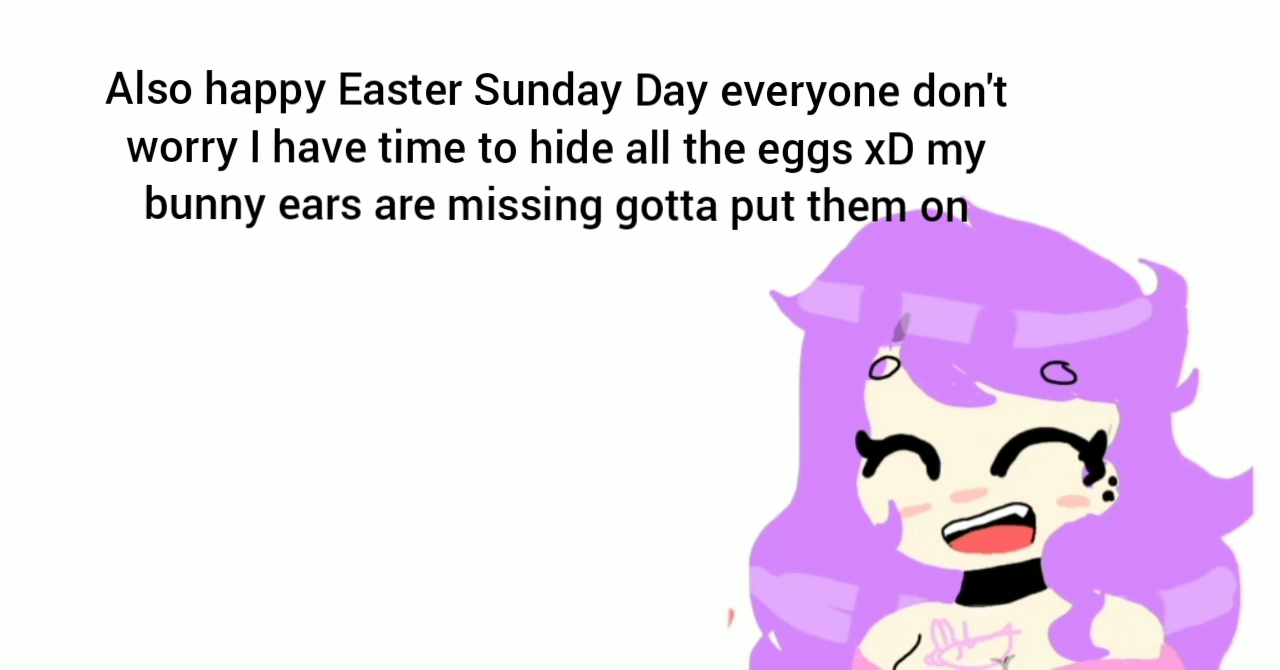 Also happy Easter Sunday Day everyone don't
worry I have time to hide all the eggs xD my
bunny ears are missing gotta put them on